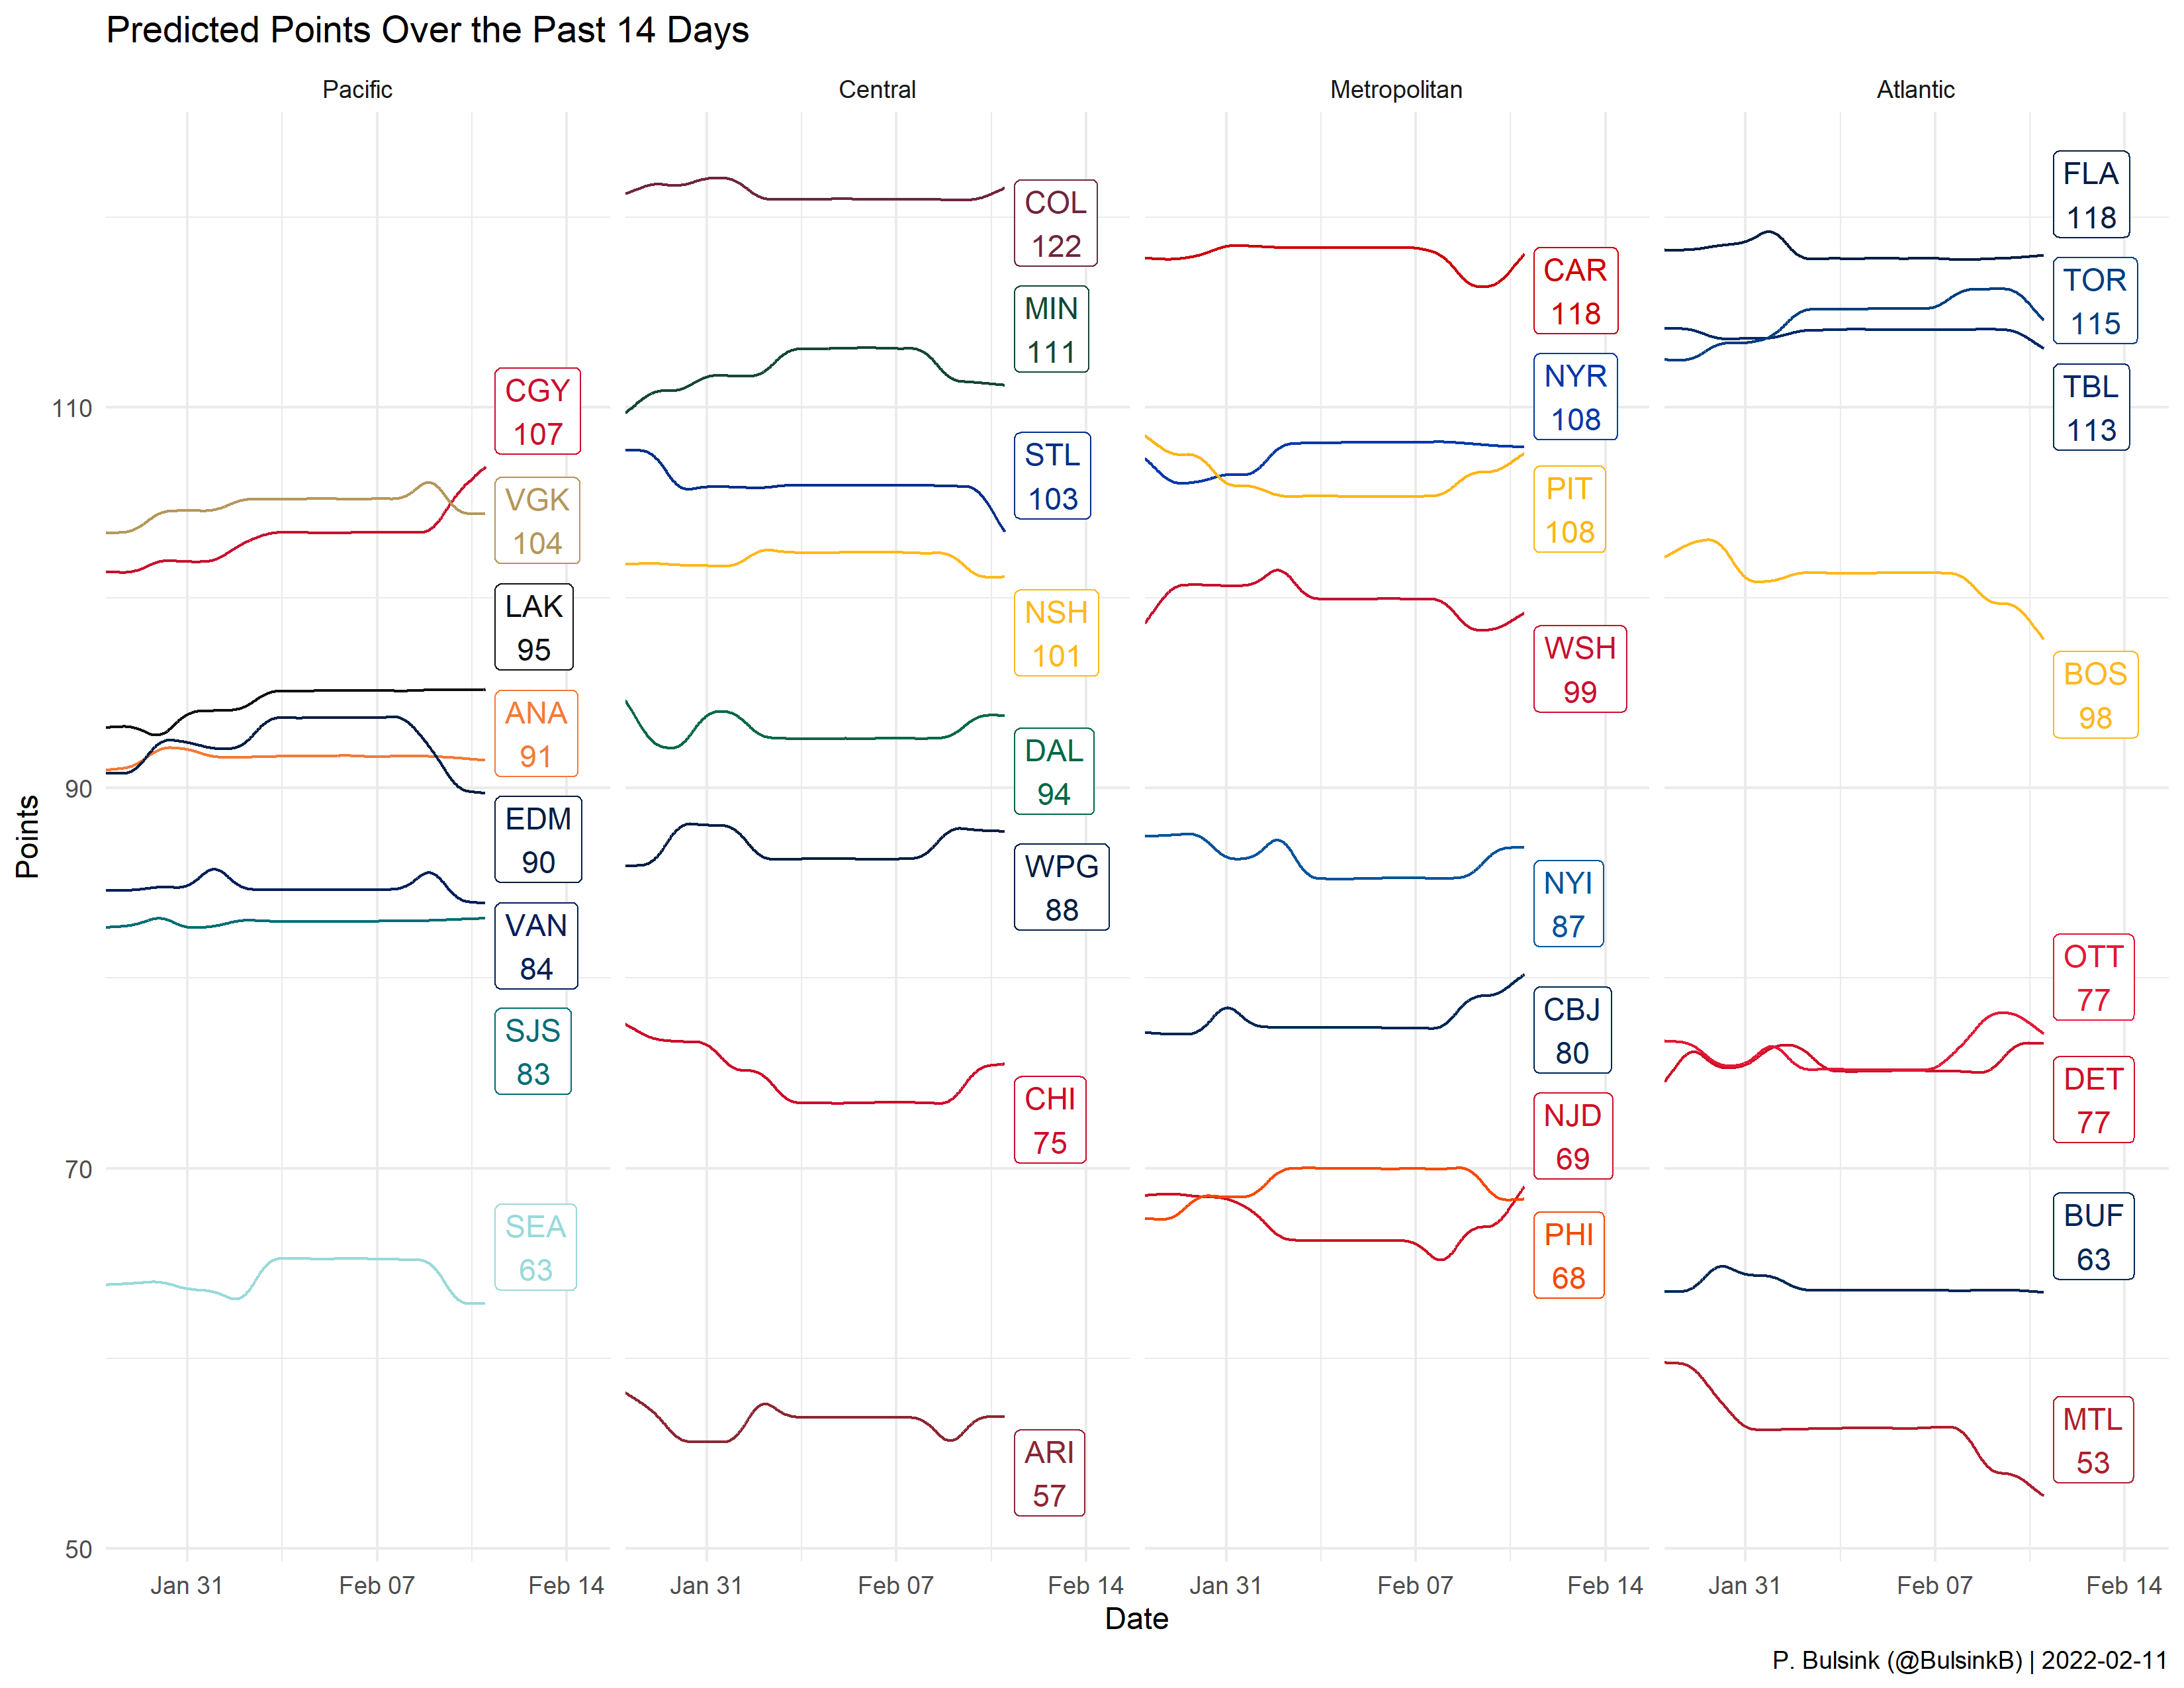 Predicted Points Over the Past 14 Days
Pacific
Central
Metropolitan
Atlantic
Points
110
90
70
50
CGY
107
VGK
104
LAK
95
ANA
91
EDM
90
VAN
84
SJS
83
SEA
63
COL
122
MIN
111
STL
103
NSH
101
DAL
94
WPG
88
CHI
75
ARI
57
CAR
118
NYR
108
PIT
108
WSH
99
NYI
87
CBJ
80
NJD
69
PHI
68
FLA
118
TOR
115
TBL
113
BOS
98
OTT
77
DET
77
BUF
63
MTL
53
Jan 31 Feb 07 Feb 14
Jan 31 Feb 07 Feb 14
Jan 31 Feb 07 Feb 14
Jan 31 Feb 07 Feb 14
Date
P. Bulsink (@BulsinkB) | 2022-02-11